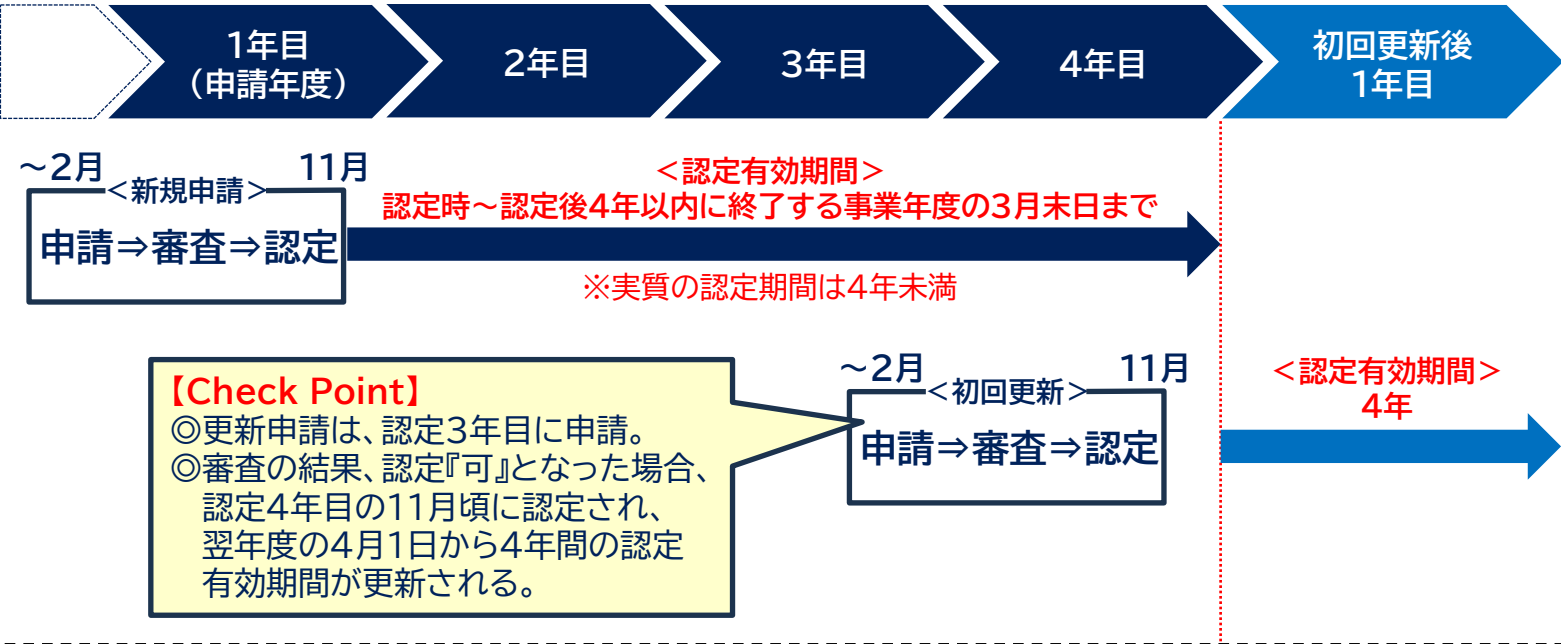 1年目
(申請年度)
2年目
3年目
4年目
初回更新後
1年目
～2月
<新規申請>
11月
申請⇒審査⇒認定
<認定有効期間>
認定時～認定後4年以内に終了する事業年度の3月末日まで
※実質の認定期間は4年未満
【Check Point】
◎更新申請は、認定3年目に申請。
◎審査の結果、認定『可』となった場合、
認定4年目の11月頃に認定され、
翌年度の4月1日から4年間の認定
有効期間が更新される。
～2月
<初回更新>
11月
申請⇒審査⇒認定
<認定有効期間>
4年